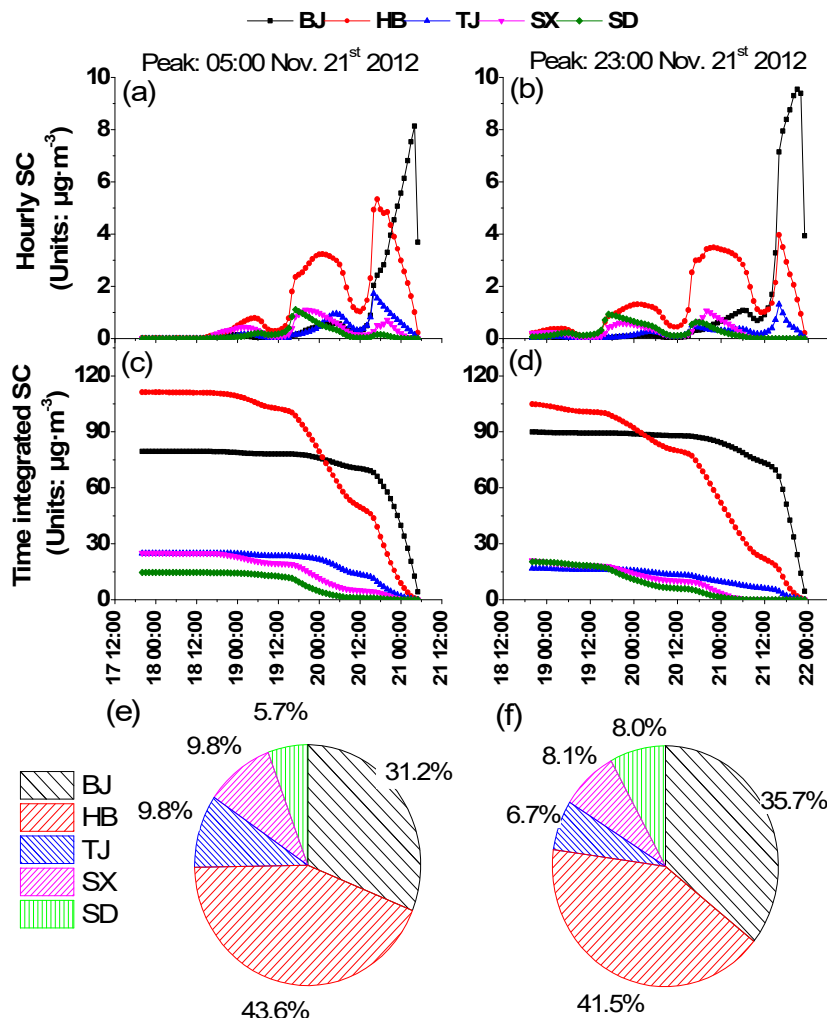 BJ HB TJ SX SD
Peak: 05:00 Nov. 21st 2012 Peak: 23:00 Nov. 21st 2012
(a) (b)
Hourly SC
(Units: µg·m-3)
10
8
6
4
2
0
(c) (d)
Time integrated SC
(Units: µg·m-3)
120
90
60
30
0
17 12:00 18 00:00 18 12:00 19 00:00 19 12:00 20 00:00 20 12:00 21 00:00 21 12:00
18 12:00 19 00:00 19 12:00 20 00:00 20 12:00 21 00:00 21 12:00 22 00:00
(e) (f)
BJ
HB
TJ
SX
SD
5.7%
9.8%
9.8%
31.2%
43.6%
8.0%
8.1%
6.7%
35.7%
41.5%